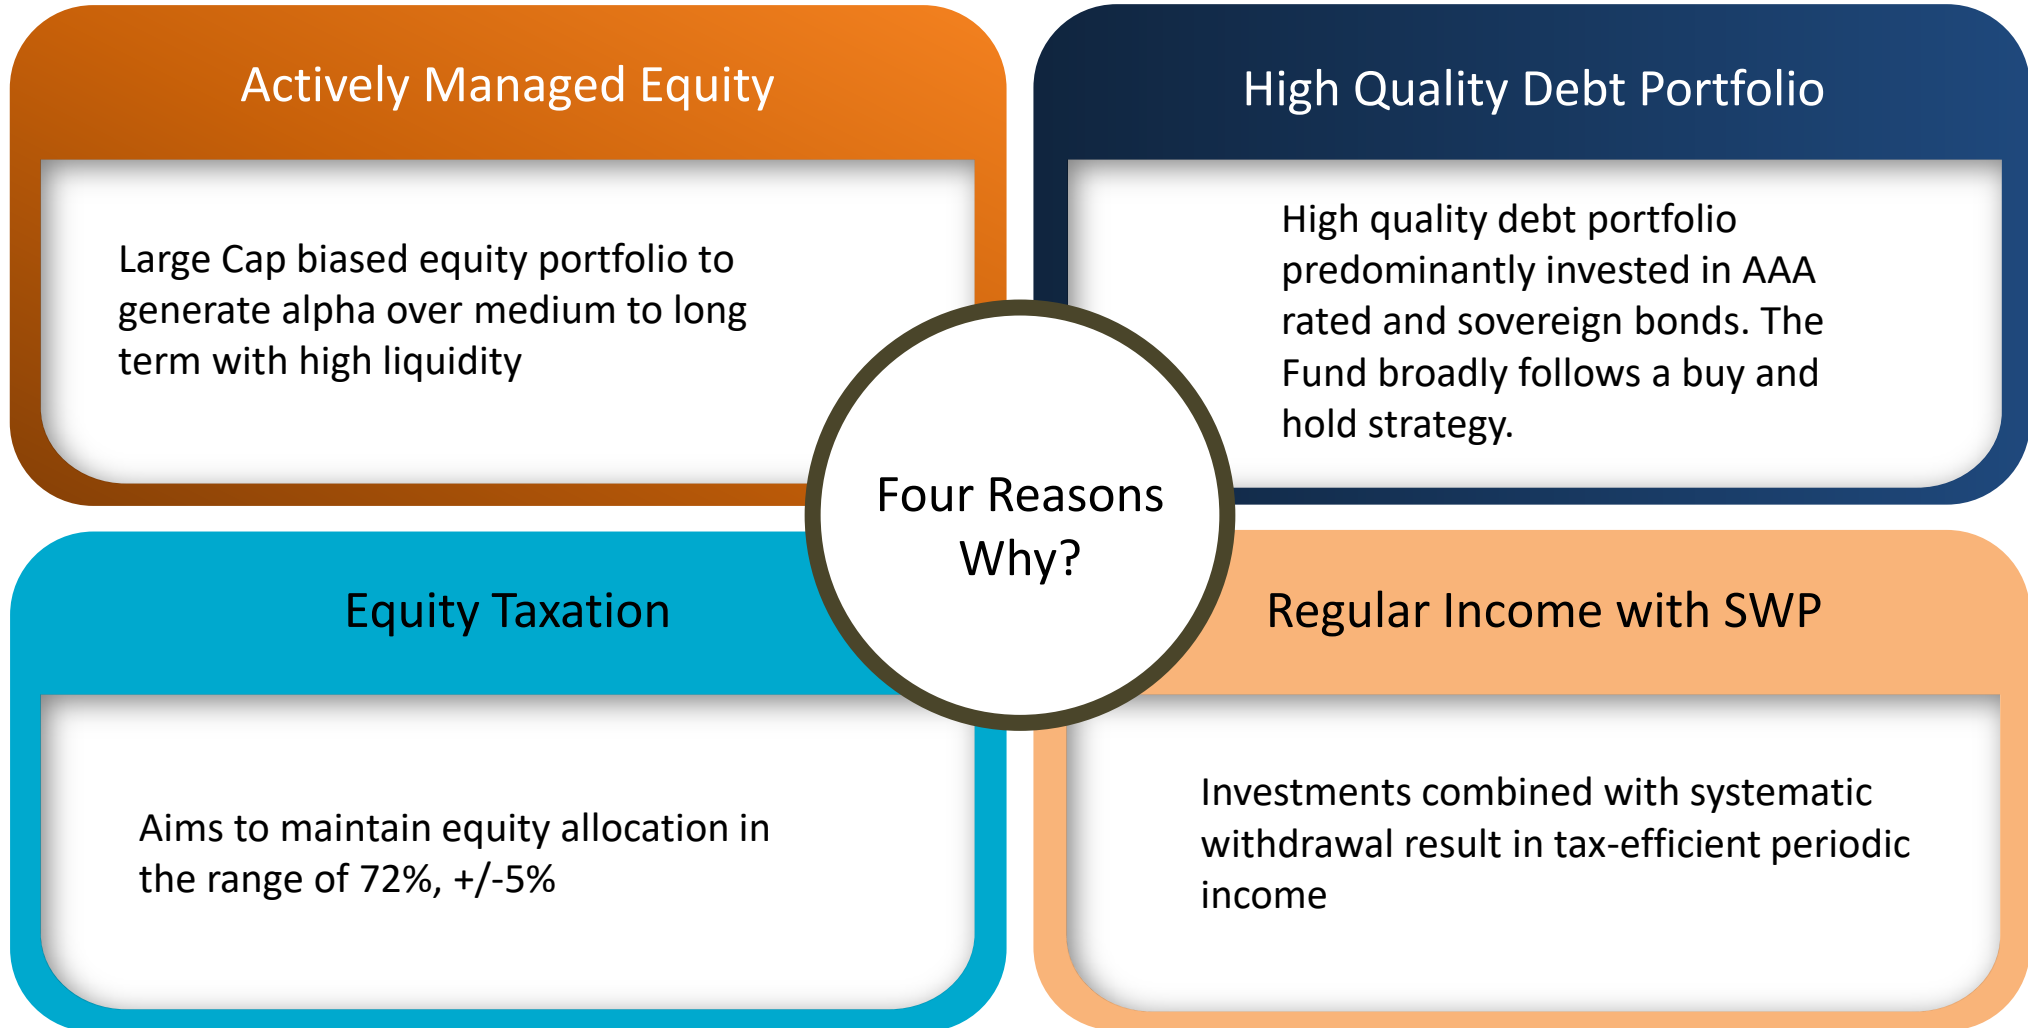 Actively Managed Equity
Large Cap biased equity portfolio to
generate alpha over medium to long
term with high liquidity
High Quality Debt Portfolio
High quality debt portfolio
predominantly invested in AAA
rated and sovereign bonds. The
Fund broadly follows a buy and
hold strategy.
Four Reasons
Why?
Equity Taxation
Aims to maintain equity allocation in
the range of 72%, +/-5%
Regular Income with SWP
Investments combined with systematic
withdrawal result in tax-efficient periodic
income